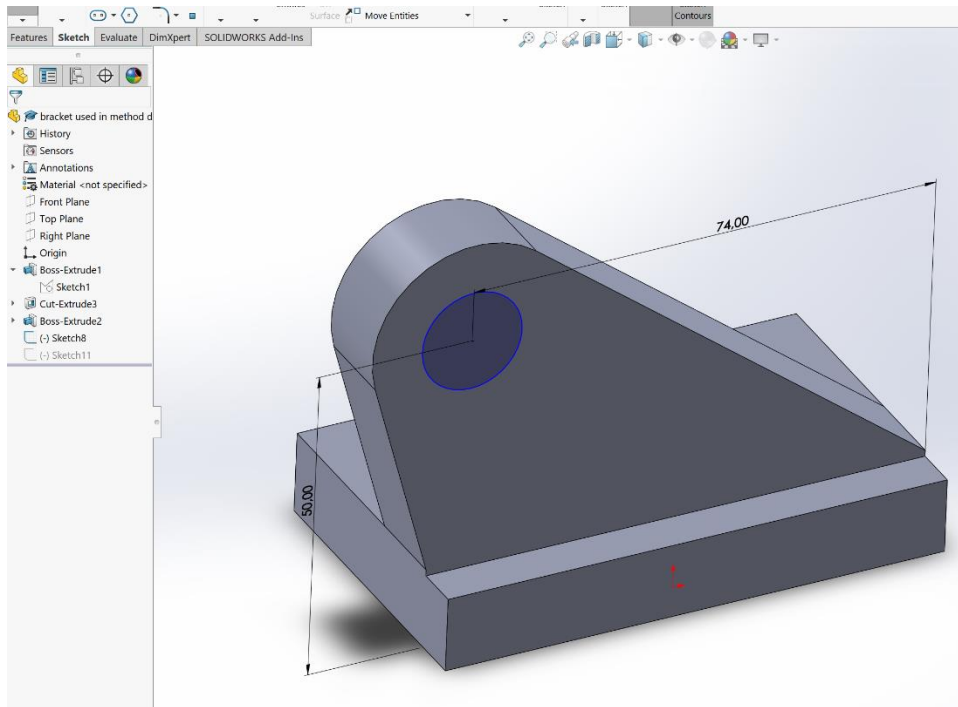 Surface
Move Entities
Contours
Features Sketch Evaluate DimXpert SOLIDWORKS Add-Ins
bracket used in method d
History
Sensors
Annotations
Material <not specified>
Front Plane
Top Plane
Right Plane
Origin
Boss-Extrude1
Sketch1
Cut-Extrude3
Boss-Extrude2
(-) Sketch8
(-) Sketch11
74,00
50,00